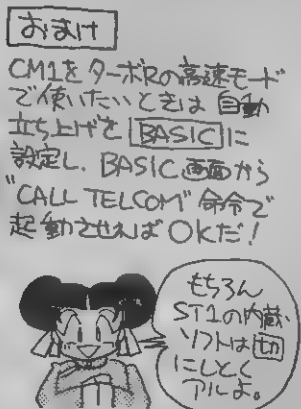 おまけ
CM1をターボRの高速モード
で使いたいときは自動
立ち上げをBASICに
設定し、BASIC画面から
"CALL TELCOM"命令で
起動させればOKだ!
もちろん
ST1の内蔵
ソフトは切
にしとく
アルよ。